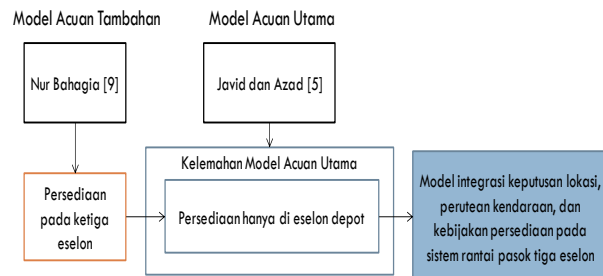 Model Acuan Tambahan
Model Acuan Utama
Nur Bahagia [9]
Javid dan Azad [5]
Kelemahan Model Acuan Utama
Persediaan
pada ketiga
eselon
Persediaan hanya di eselon depot
Model integrasi keputusan lokasi,
perutean kendaraan, dan
kebijakan persediaan pada
sistem rantai pasok tiga eselon